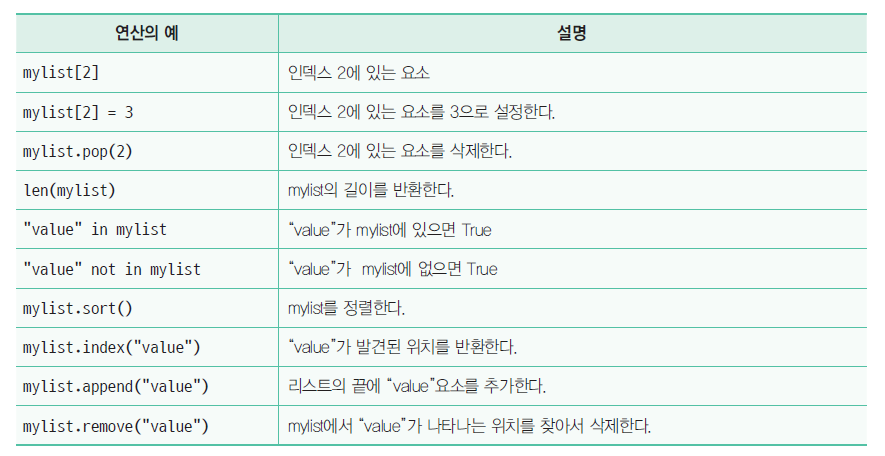 연산의 예 설명
mylist[2] 인덱스 2에 있는 요소
mylist[2] = 3 인덱스 2에 있는 요소를 3으로 설정한다.
mylist.pop(2) 인덱스 2에 있는 요소를 삭제한다.
len(mylist) mylist의 길이를 반환한다.
"value" in mylist “value”가 mylist에 있으면 True
"value" not in mylist “value”가 mylist에 없으면 True
mylist.sort() mylist를 정렬한다.
mylist.index("value") “value”가 발견된 위치를 반환한다.
mylist.append("value") 리스트의 끝에 “value”요소를 추가한다.
mylist.remove("value") mylist에서 “value”가 나타나는 위치를 찾아서 삭제한다.